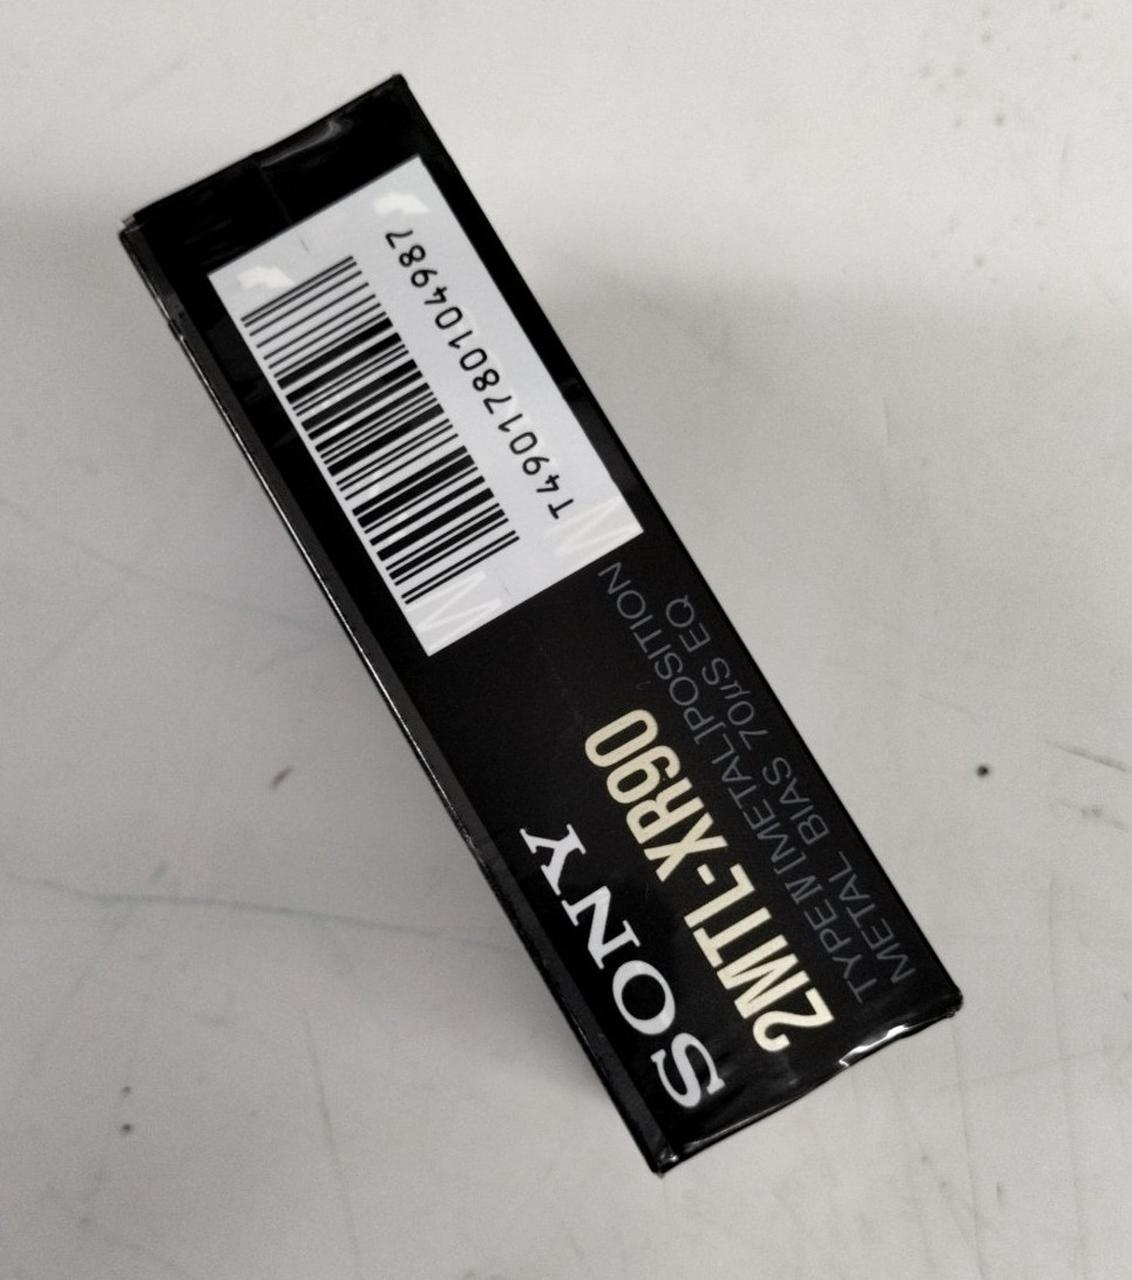 SONY
2MTL-XR90
TYPE IV (METAL) POSITION
METAL BIAS 70μS EQ
T4901780104987